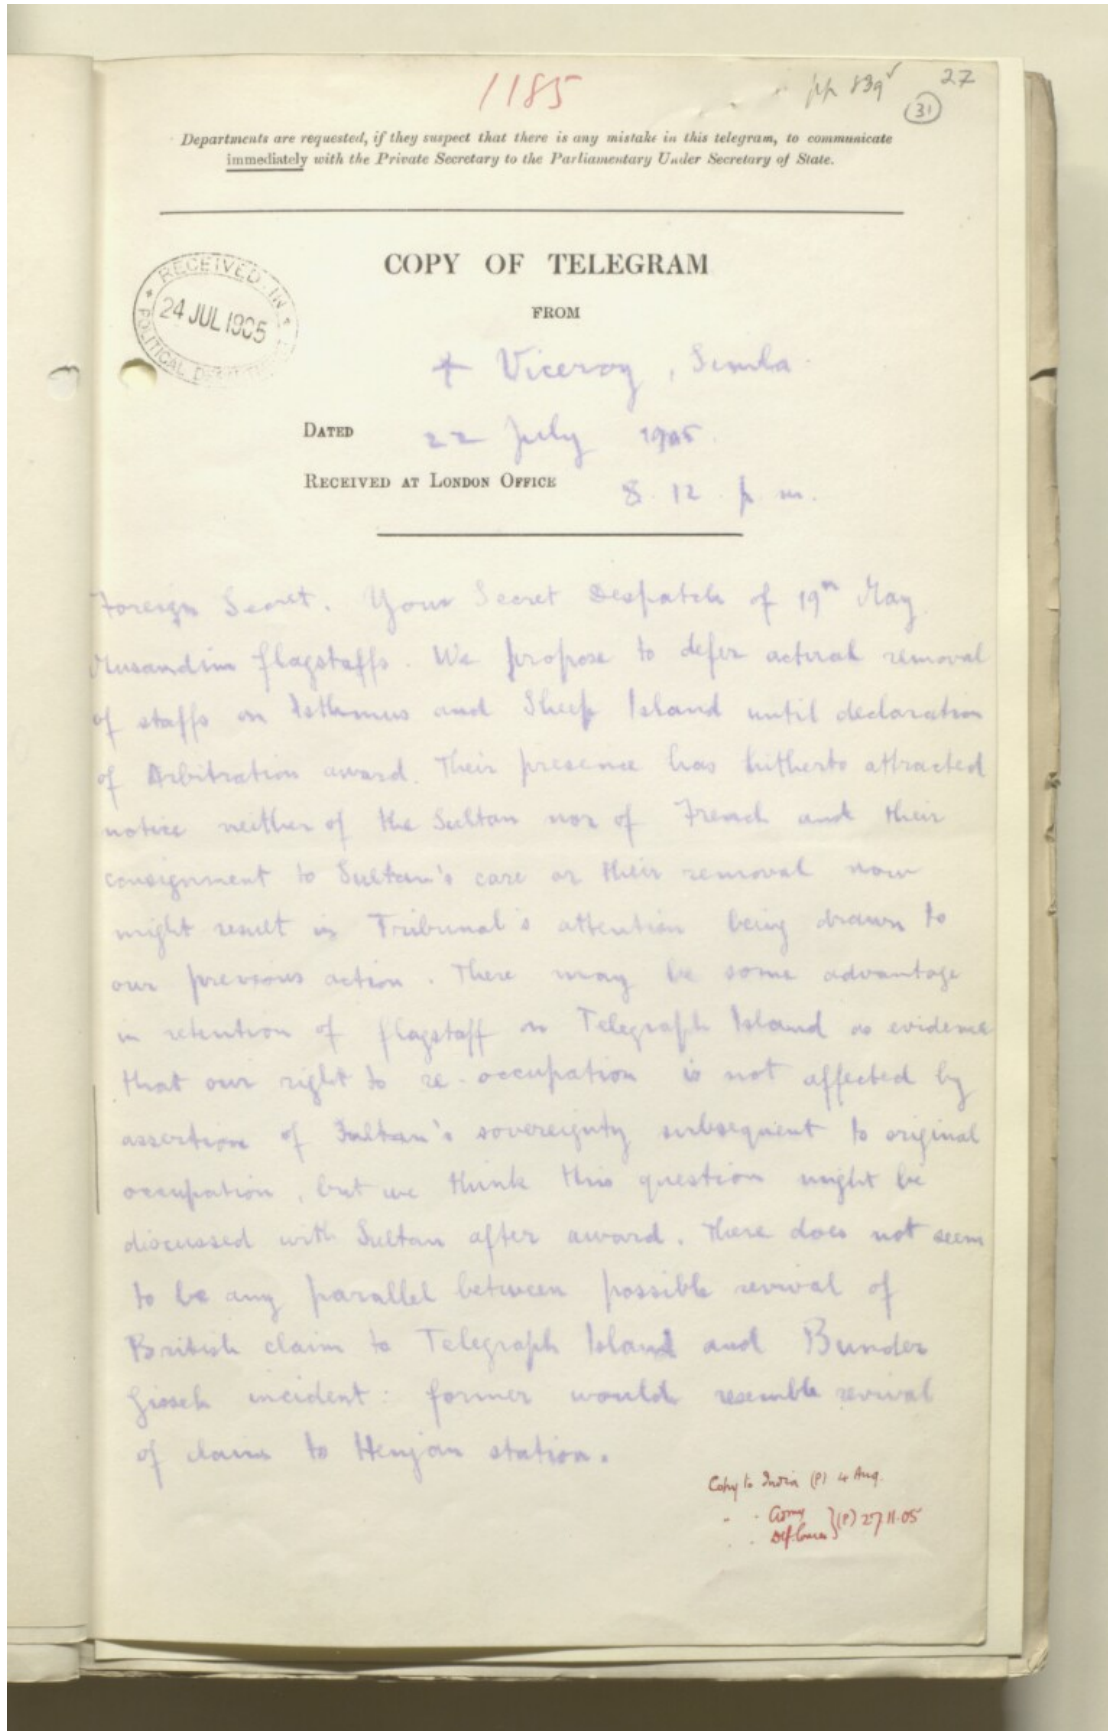 1185
pp 839
27
31
Departments are requested, if they suspect that there is any mistake in this telegram, to communicate
immediately with the Private Secretary to the Parliamentary Under Secretary of State.
COPY OF TELEGRAM
FROM
RECEIVED IN
24 JUL 1905
POLITICAL
Viceroy, Simla.
DATED 22 July 1905.
RECEIVED AT LONDON OFFICE 8.12 p.m.
Foreign Secret. Your Secret Despatch of 19th May.
Musandim flagstaffs. We propose to defer actual removal
of staffs on Isthmus and Sheep Island until declaration
of Arbitration award. Their presence has hitherto attracted
notice neither of the Sultan nor of French and their
consignment to Sultan's care or their removal now
might result in Tribunal's attention being drawn to
our previous action. There may be some advantage
in retention of flagstaff on Telegraph Island as evidence
that our right to re-occupation is not affected by
assertion of Sultan's sovereignty subsequent to original
occupation, but we think this question might be
discussed with Sultan after award. There does not seem
to be any parallel between possible revival of
British claim to Telegraph Island and Bunder
Gisseh incident: former would resemble revival
of claims to Henjam station.
Copy to India (P) 4 Aug.
" " Army } (P) 27.11.05
" "